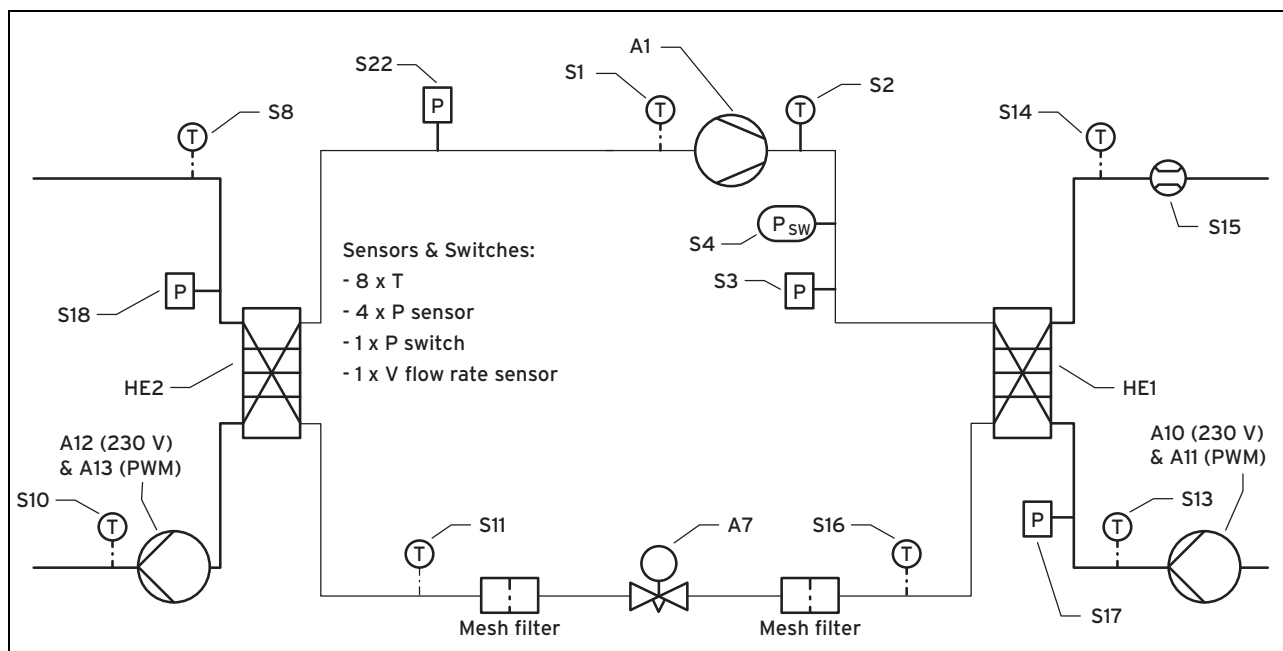 A1
S22
S1
S2
P
S8
T
T
S14
T
T
P SW
S15
S4
Sensors & Switches:
- 8 x T
- 4 x P sensor
- 1 x P switch
- 1 x V flow rate sensor
S3
P
P
S18
HE2
HE1
A12 (230 V)
& A13 (PWM)
A10 (230 V)
& A11 (PWM)
S10
S11
A7
S16
S13
P
T
T
T
T
S17
Mesh filter
Mesh filter